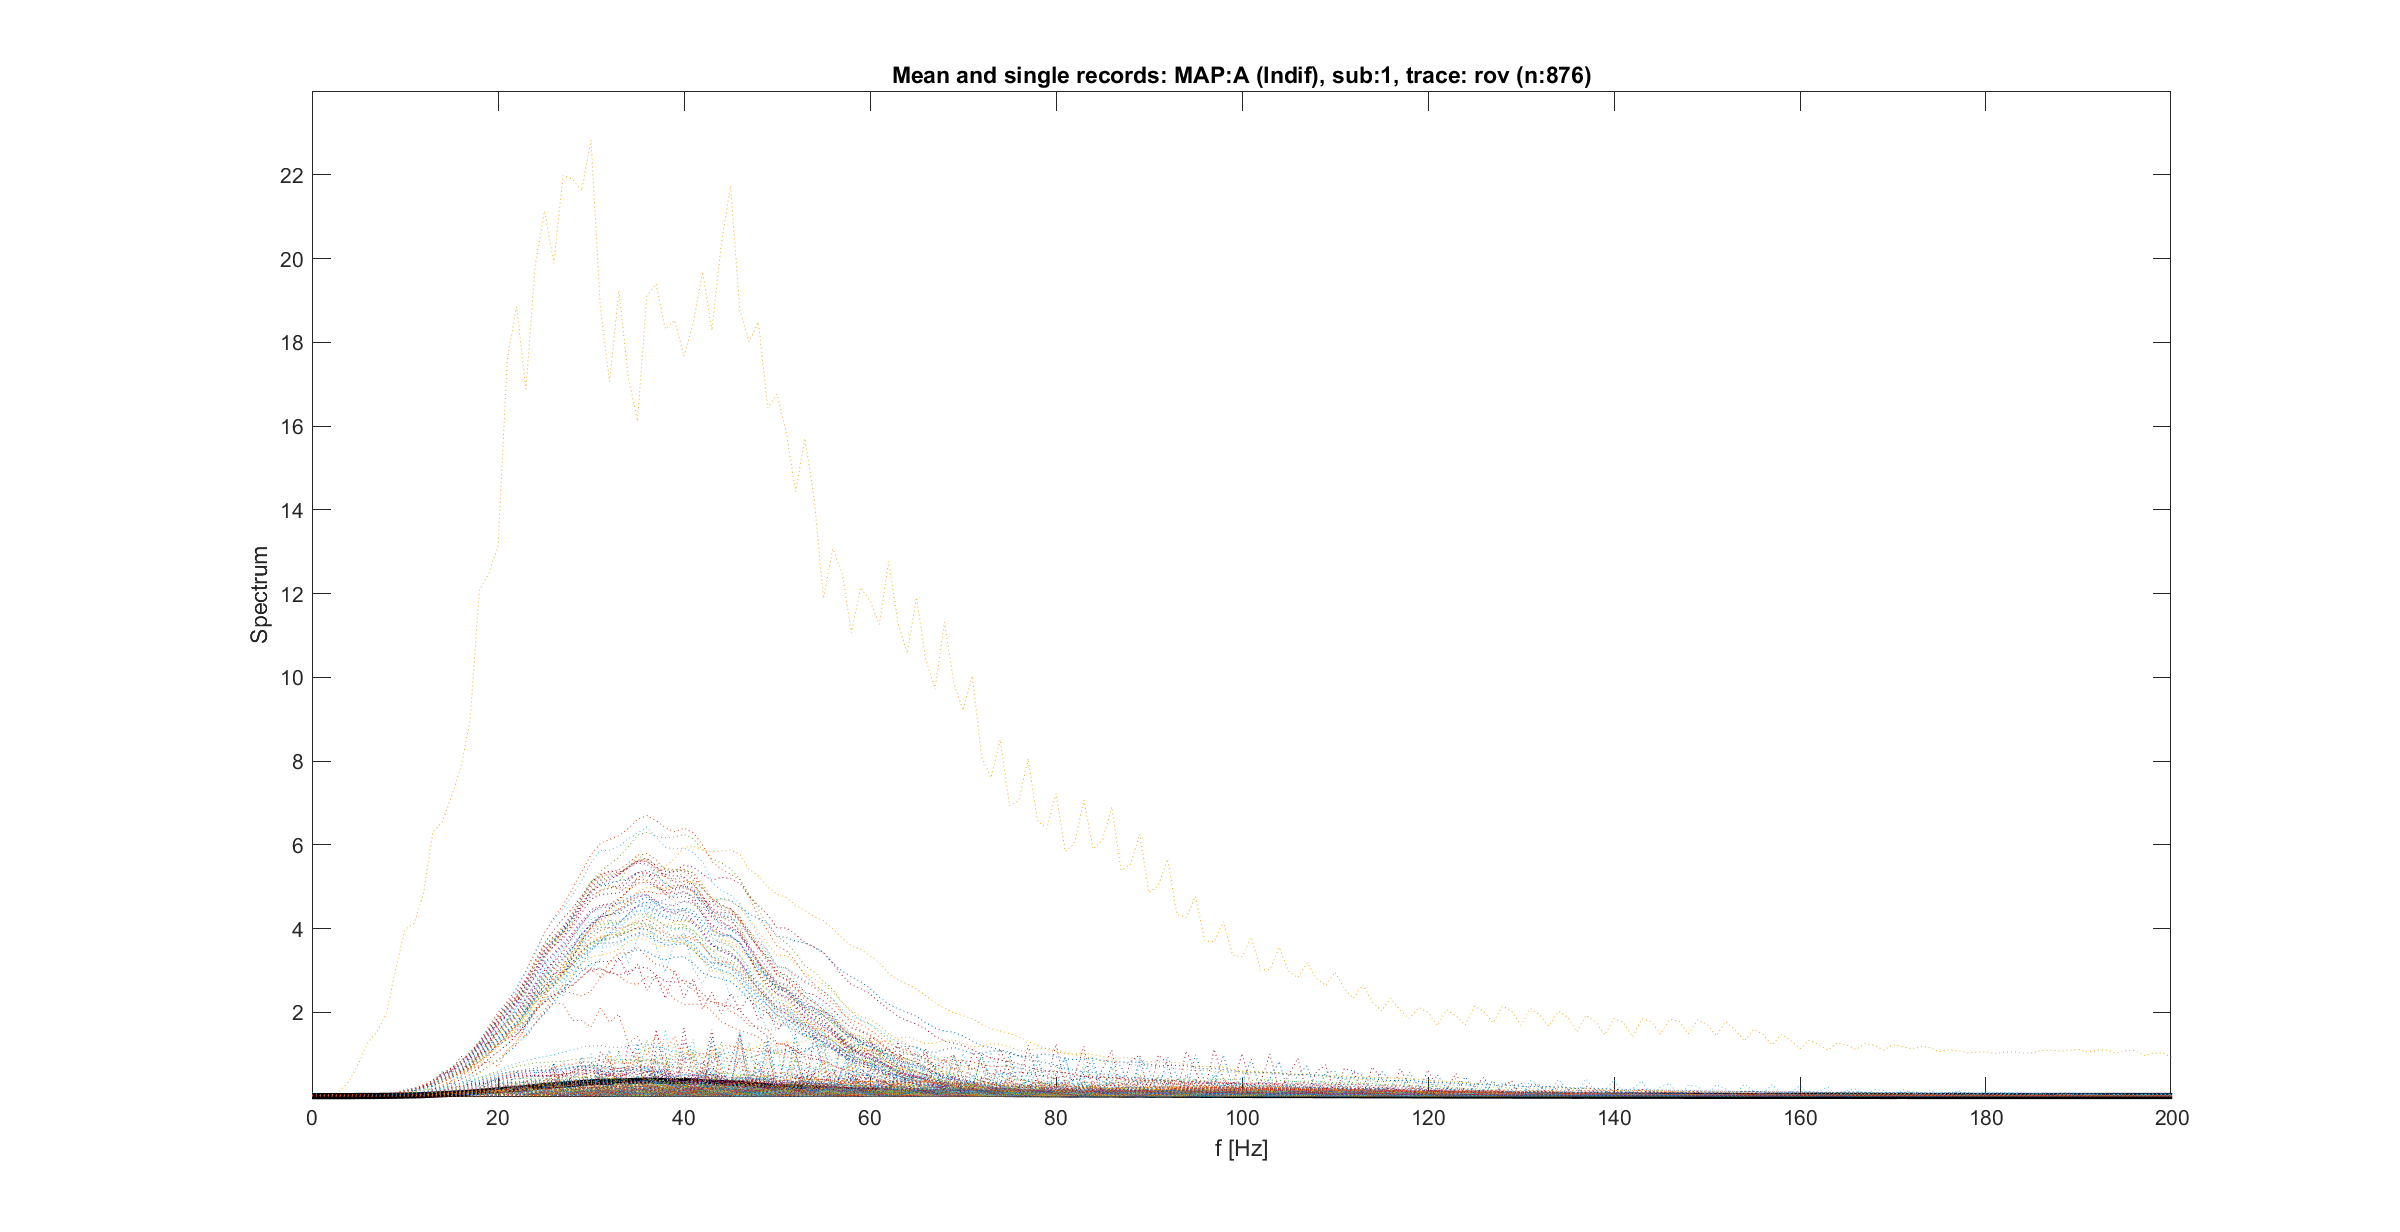 Mean and single records: MAP:A (Indif), sub:1, trace: rov (n:876)
22
20
18
16
14
12
10
8
6
4
2
Spectrum
0 20 40 60 80 100 120 140 160 180 200
f [Hz]